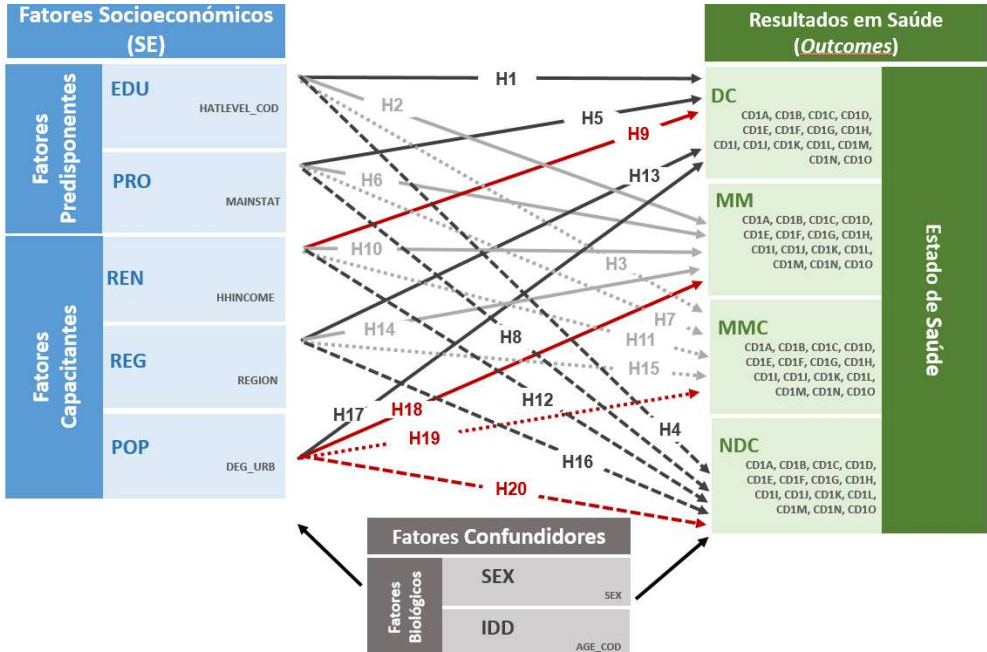 Fatores Socioeconómicos
(SE)
Fatores
Predisponentes
EDU
HATLEVEL_COD
PRO
MAINSTAT
Fatores
Capacitantes
REN
HHINCOME
REG
REGION
POP
DEG_URB
H1
H2
H5
H9
H13
H6
H10
H3
H14
H7
H8
H11
H15
H12
H17
H18
H19
H4
H16
H20
Resultados em Saúde
(Outcomes)
DC
CD1A, CD1B, CD1C, CD1D,
CD1E, CD1F, CD1G, CD1H,
CD1I, CD1J, CD1K, CD1L, CD1M,
CD1N, CD1O
MM
CD1A, CD1B, CD1C, CD1D,
CD1E, CD1F, CD1G, CD1H,
CD1I, CD1J, CD1K, CD1L,
CD1M, CD1N, CD1O
MMC
CD1A, CD1B, CD1C, CD1D,
CD1E, CD1F, CD1G, CD1H,
CD1I, CD1J, CD1K, CD1L,
CD1M, CD1N, CD1O
NDC
CD1A, CD1B, CD1C, CD1D,
CD1E, CD1F, CD1G, CD1H,
CD1I, CD1J, CD1K, CD1L,
CD1M, CD1N, CD1O
Estado de Saúde
Fatores Confundidores
Fatores
Biológicos
SEX
SEX
IDD
AGE_COD